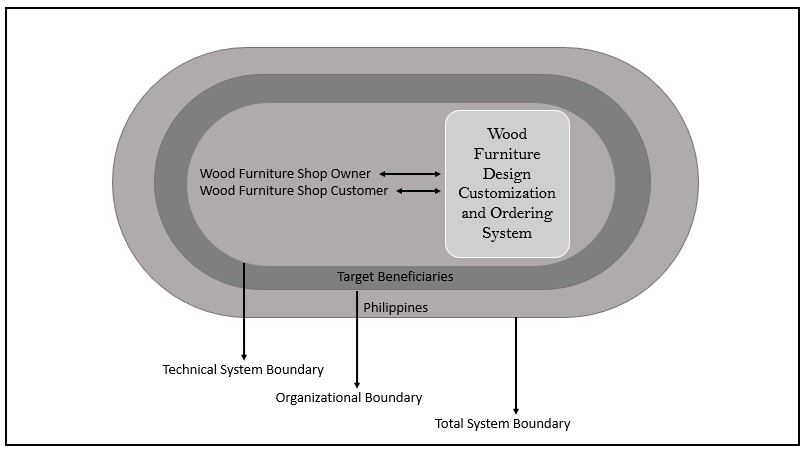 Wood
Furniture
Design
Customization
and Ordering
System
Wood Furniture Shop Owner
Wood Furniture Shop Customer
Target Beneficiaries
Philippines
Technical System Boundary
Organizational Boundary
Total System Boundary